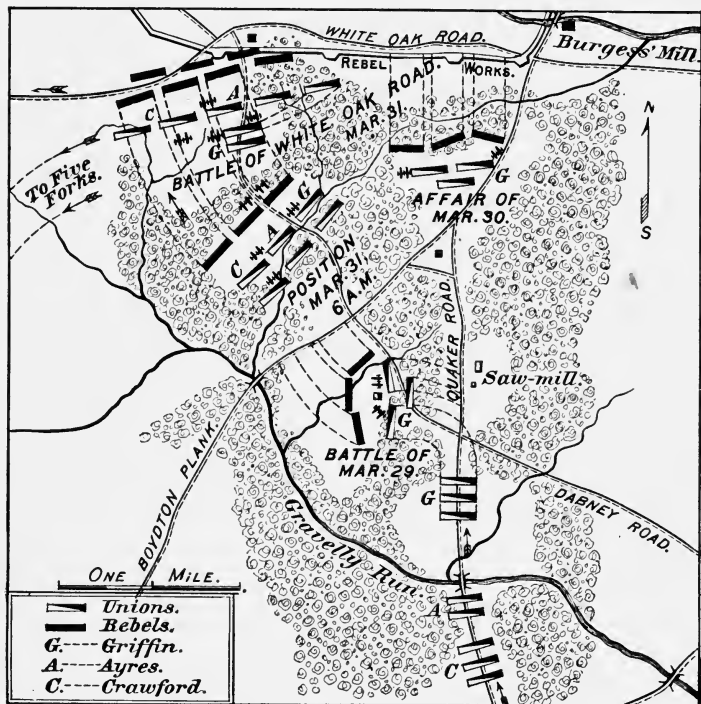 WHITE OAK ROAD.
Burgess' Mill.
REBEL WORKS.
A
C
G
BATTLE OF WHITE OAK ROAD.
MAR. 31.
N
S
To Five
Forks.
G
AFFAIR OF
MAR. 30.
G
A
C
POSITION
MAR. 31,
6 A.M.
QUAKER ROAD.
Saw-mill.
G
BATTLE OF
MAR. 29.
G
DABNEY ROAD.
BOYDTON PLANK.
Gravelly Run
A
C
ONE MILE.
Unions.
Rebels.
G.----Griffin.
A.----Ayres.
C.----Crawford.